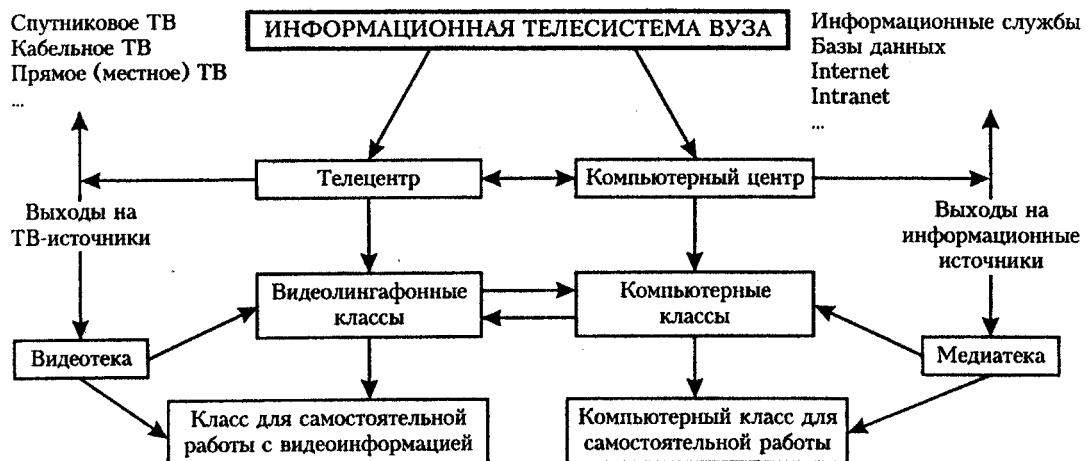 Спутниковое ТВ
Кабельное ТВ
Прямое (местное) ТВ
...
ИНФОРМАЦИОННАЯ ТЕЛЕСИСТЕМА ВУЗА
Информационные службы
Базы данных
Internet
Intranet
...
Телецентр
Компьютерный центр
Выходы на
ТВ-источники
Выходы на
информационные
источники
Видеолингафонные
классы
Компьютерные
классы
Видеотека
Медиатека
Класс для самостоятельной
работы с видеоинформацией
Компьютерный класс для
самостоятельной работы